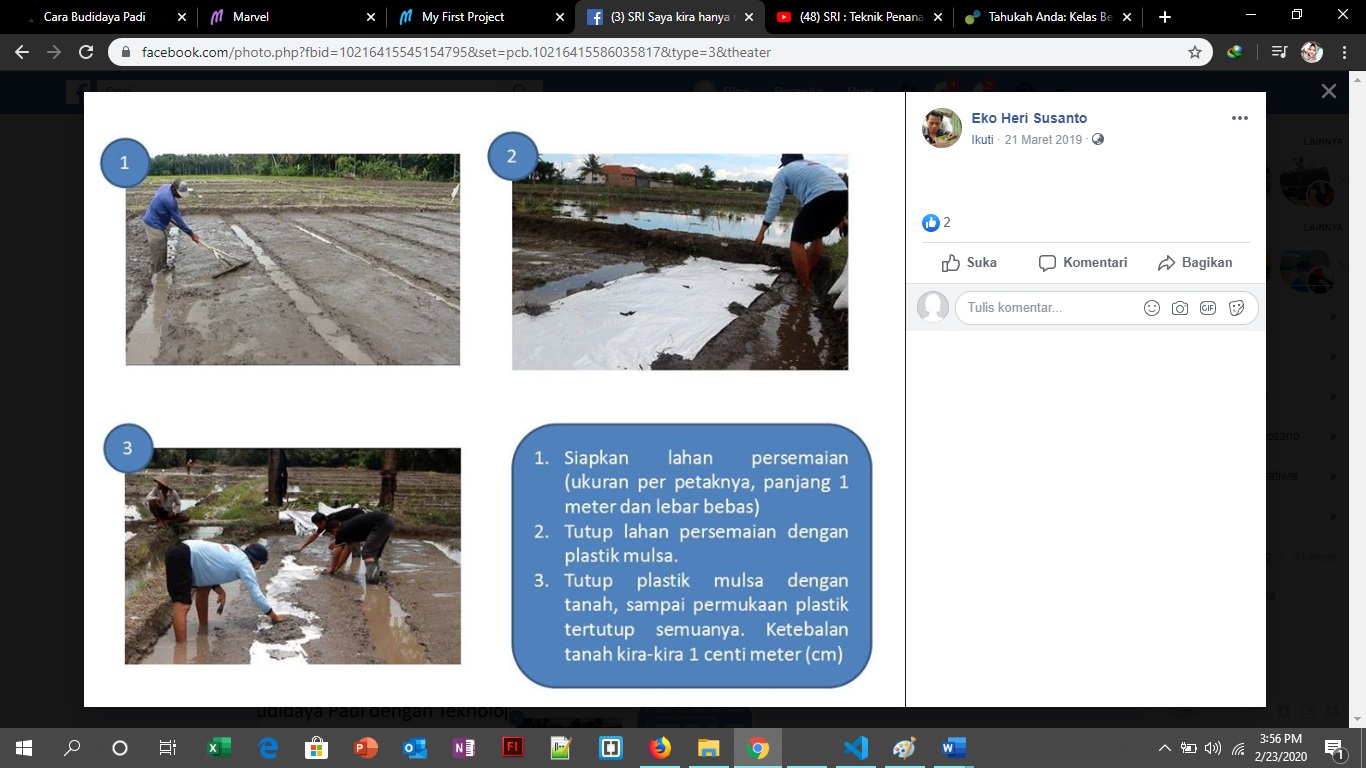 Cara Budidaya Padi
Marvel
My First Project
(3) SRI Saya kira hanya
(48) SRI : Teknik Penana
Tahukah Anda: Kelas Be
facebook.com/photo.php?fbid=10216415545154795&set=pcb.10216415586035817&type=3&theater
1
2
3
1. Siapkan lahan persemaian
(ukuran per petaknya, panjang 1
meter dan lebar bebas)
2. Tutup lahan persemaian dengan
plastik mulsa.
3. Tutup plastik mulsa dengan
tanah, sampai permukaan plastik
tertutup semuanya. Ketebalan
tanah kira-kira 1 centi meter (cm)
Eko Heri Susanto
Ikuti · 21 Maret 2019 ·
2
Suka
Komentari
Bagikan
Tulis komentar...
GIF
LAINNYA
LAINNYA
udidaya Padi dengan Teknolog
3:56 PM
2/23/2020
1